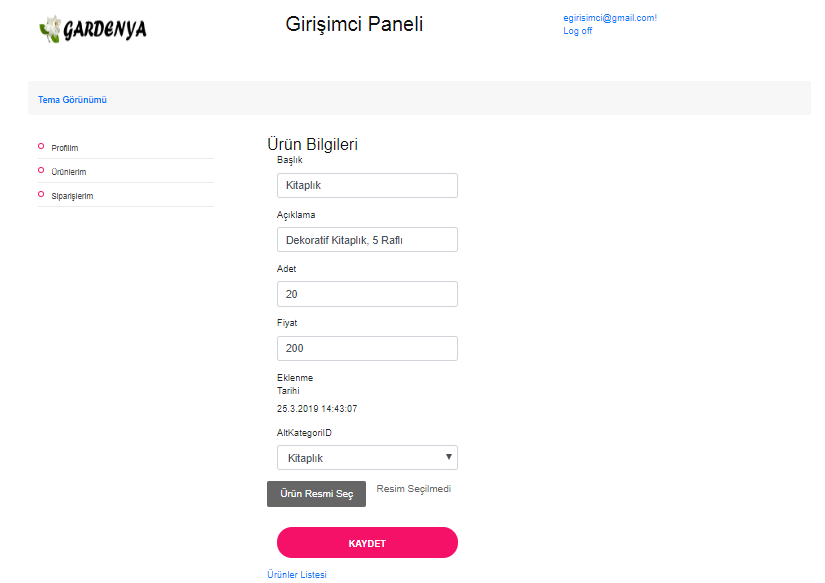 GARDENYA
Girişimci Paneli
egirisimci@gmail.com!
Log off
Tema Görünümü
Profilim
Ürünlerim
Siparişlerim
Ürün Bilgileri
Başlık
Kitaplık
Açıklama
Dekoratif Kitaplık, 5 Raflı
Adet
20
Fiyat
200
Eklenme
Tarihi
25.3.2019 14:43:07
AltKategoriID
Kitaplık
Ürün Resmi Seç
Resim Seçilmedi
KAYDET
Ürünler Listesi